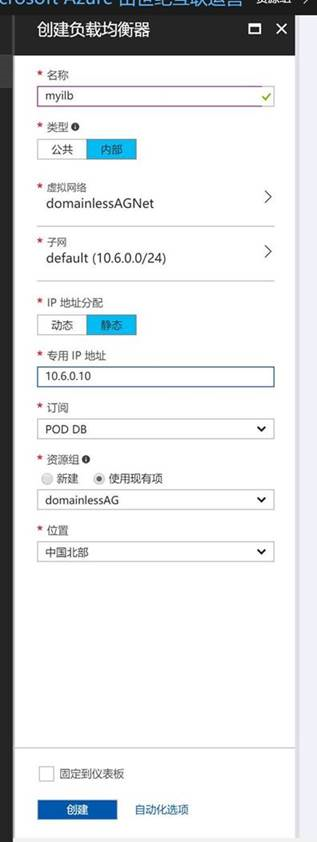 crosoft Azure 由世纪互联运营 资源组
创建负载均衡器
* 名称
myilb
* 类型
公共 内部
* 虚拟网络
domainlessAGNet
* 子网
default (10.6.0.0/24)
* IP 地址分配
动态 静态
* 专用 IP 地址
10.6.0.10
* 订阅
POD DB
* 资源组
新建 使用现有项
domainlessAG
* 位置
中国北部
固定到仪表板
创建 自动化选项